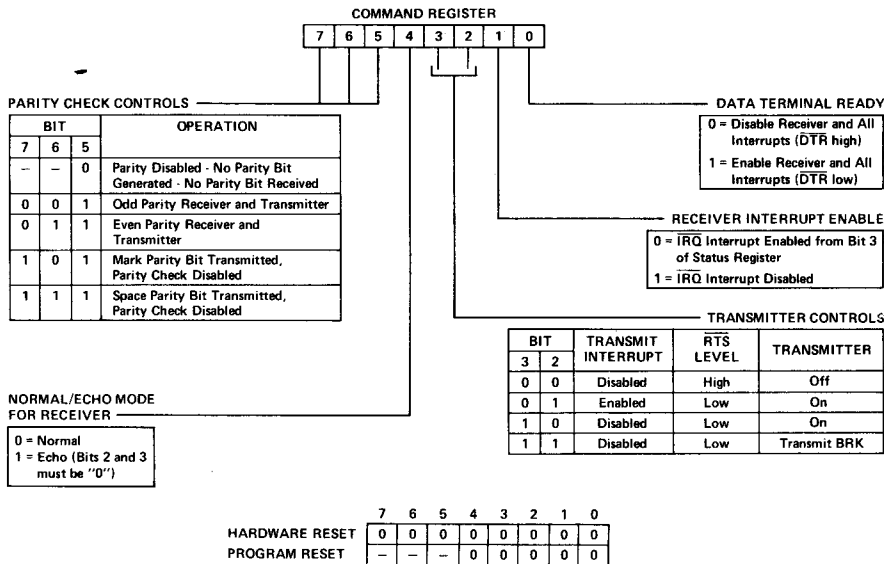 COMMAND REGISTER
7 6 5 4 3 2 1 0
PARITY CHECK CONTROLS
BIT OPERATION
7 6 5
– – 0 Parity Disabled - No Parity Bit
Generated - No Parity Bit Received
0 0 1 Odd Parity Receiver and Transmitter
0 1 1 Even Parity Receiver and
Transmitter
1 0 1 Mark Parity Bit Transmitted,
Parity Check Disabled
1 1 1 Space Parity Bit Transmitted,
Parity Check Disabled
NORMAL/ECHO MODE
FOR RECEIVER
0 = Normal
1 = Echo (Bits 2 and 3
must be "0")
DATA TERMINAL READY
0 = Disable Receiver and All
Interrupts (D̅T̅R̅ high)
1 = Enable Receiver and All
Interrupts (D̅T̅R̅ low)
RECEIVER INTERRUPT ENABLE
0 = I̅R̅Q̅ Interrupt Enabled from Bit 3
of Status Register
1 = I̅R̅Q̅ Interrupt Disabled
TRANSMITTER CONTROLS
BIT TRANSMIT INTERRUPT R̅T̅S̅ LEVEL TRANSMITTER
3 2
0 0 Disabled High Off
0 1 Enabled Low On
1 0 Disabled Low On
1 1 Disabled Low Transmit BRK
7 6 5 4 3 2 1 0
HARDWARE RESET 0 0 0 0 0 0 0 0
PROGRAM RESET – – – 0 0 0 0 0